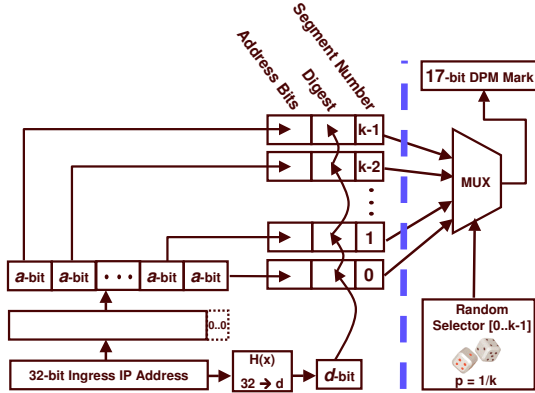 Address Bits
Digest
Segment Number
17-bit DPM Mark
k-1
k-2
MUX
1
0
a-bit a-bit • • • a-bit a-bit
0..0
32-bit Ingress IP Address
H(x)
32 → d
d-bit
Random
Selector [0..k-1]
p = 1/k